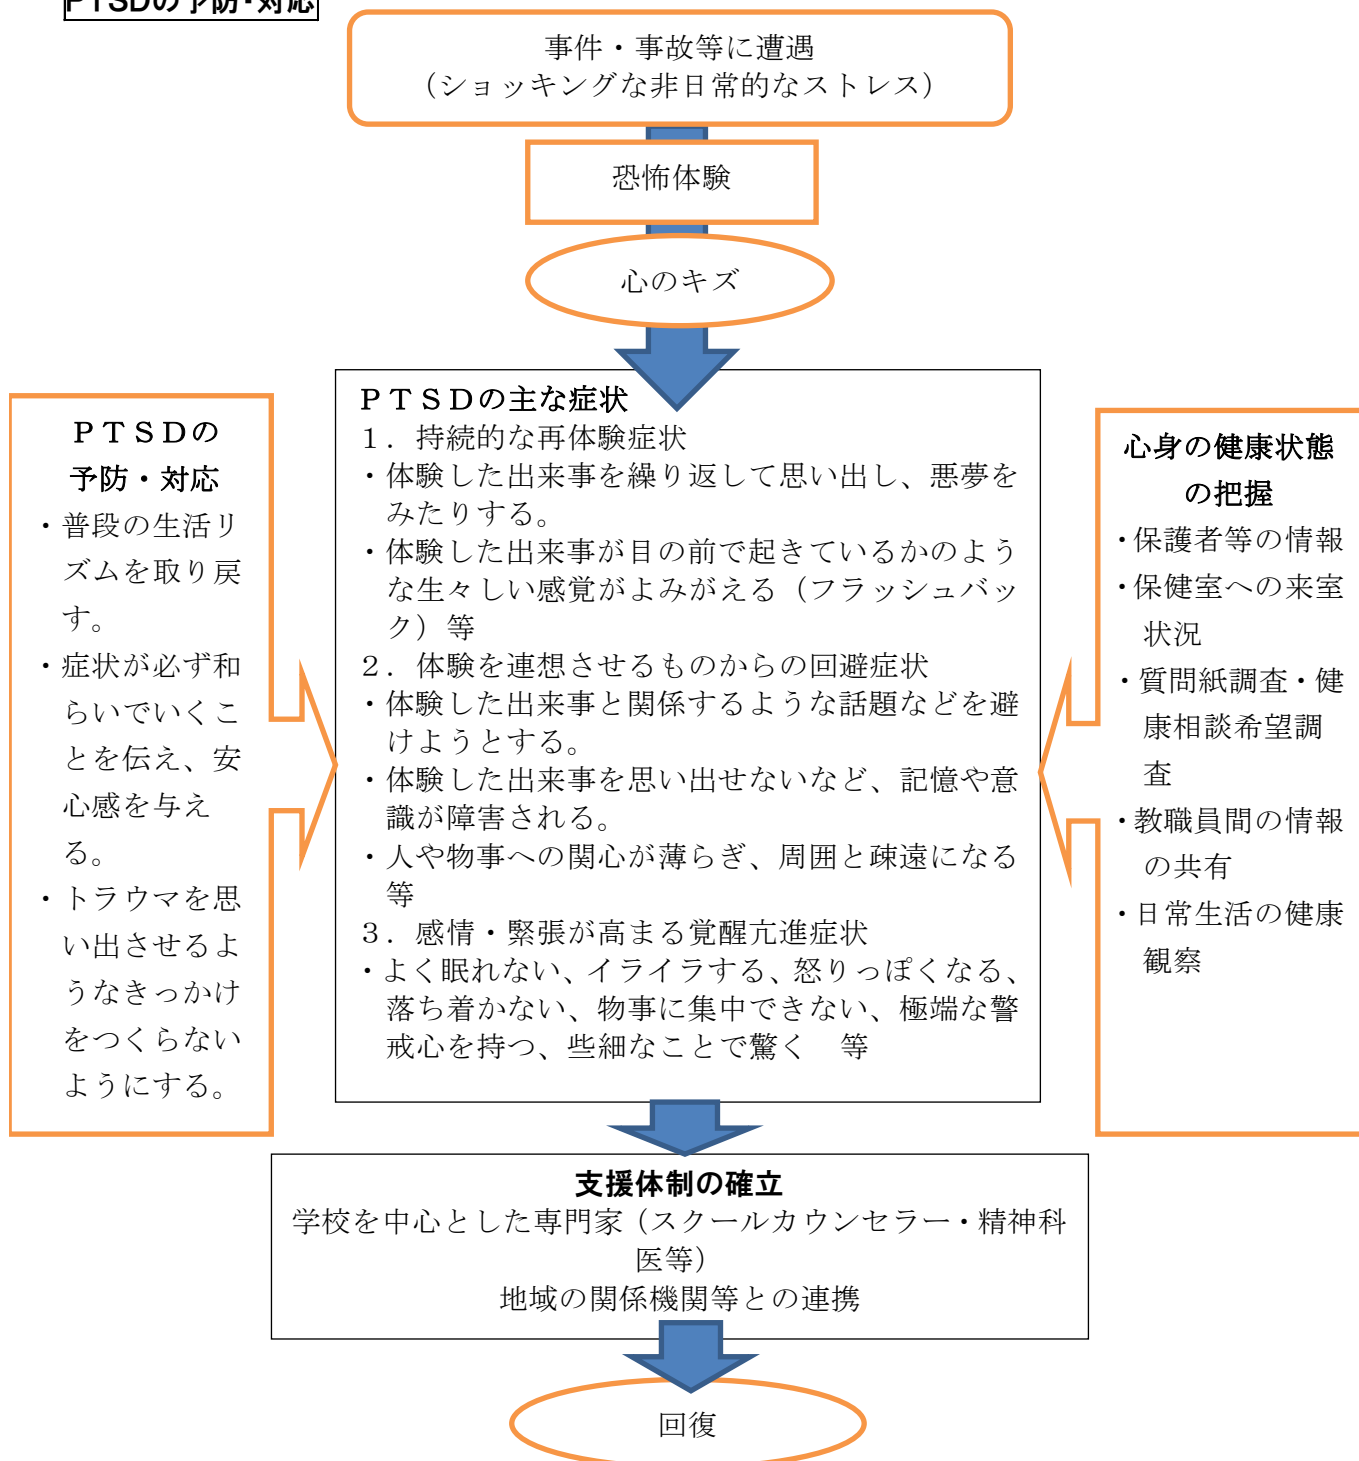 PTSDの予防・対応
事件・事故等に遭遇
（ショッキングな非日常的なストレス）
恐怖体験
心のキズ
ＰＴＳＤの主な症状
１．持続的な再体験症状
・体験した出来事を繰り返して思い出し、悪夢を
みたりする。
・体験した出来事が目の前で起きているかのよう
な生々しい感覚がよみがえる（フラッシュバッ
ク）等
２．体験を連想させるものからの回避症状
・体験した出来事と関係するような話題などを避
けようとする。
・体験した出来事を思い出せないなど、記憶や意
識が障害される。
・人や物事への関心が薄らぎ、周囲と疎遠になる
等
３．感情・緊張が高まる覚醒亢進症状
・よく眠れない、イライラする、怒りっぽくなる、
落ち着かない、物事に集中できない、極端な警
戒心を持つ、些細なことで驚く　等
ＰＴＳＤの
予防・対応
・普段の生活リ
ズムを取り戻
す。
・症状が必ず和
らいでいくこ
とを伝え、安
心感を与え
る。
・トラウマを思
い出させるよ
うなきっかけ
をつくらない
ようにする。
心身の健康状態
の把握
・保護者等の情報
・保健室への来室
状況
・質問紙調査・健
康相談希望調
査
・教職員間の情報
の共有
・日常生活の健康
観察
支援体制の確立
学校を中心とした専門家（スクールカウンセラー・精神科
医等）
地域の関係機関等との連携
回復